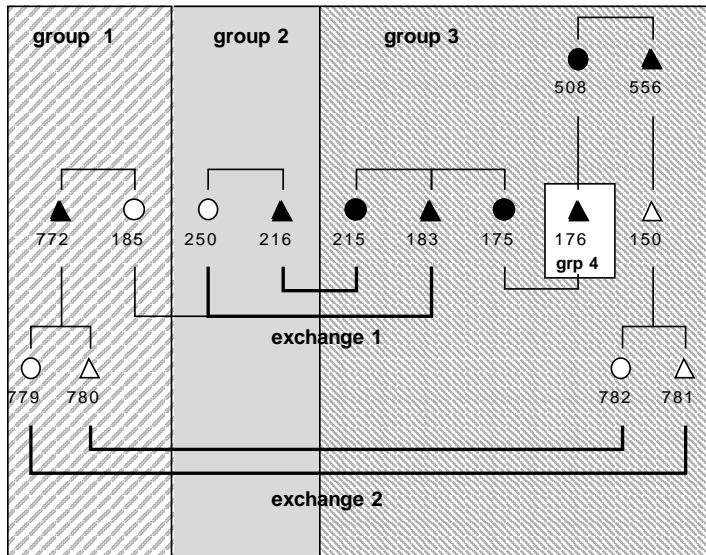 group 1 group 2 group 3
508 556
772 185 250 216 215 183 175 176 150
grp 4
exchange 1
779 780 782 781
exchange 2